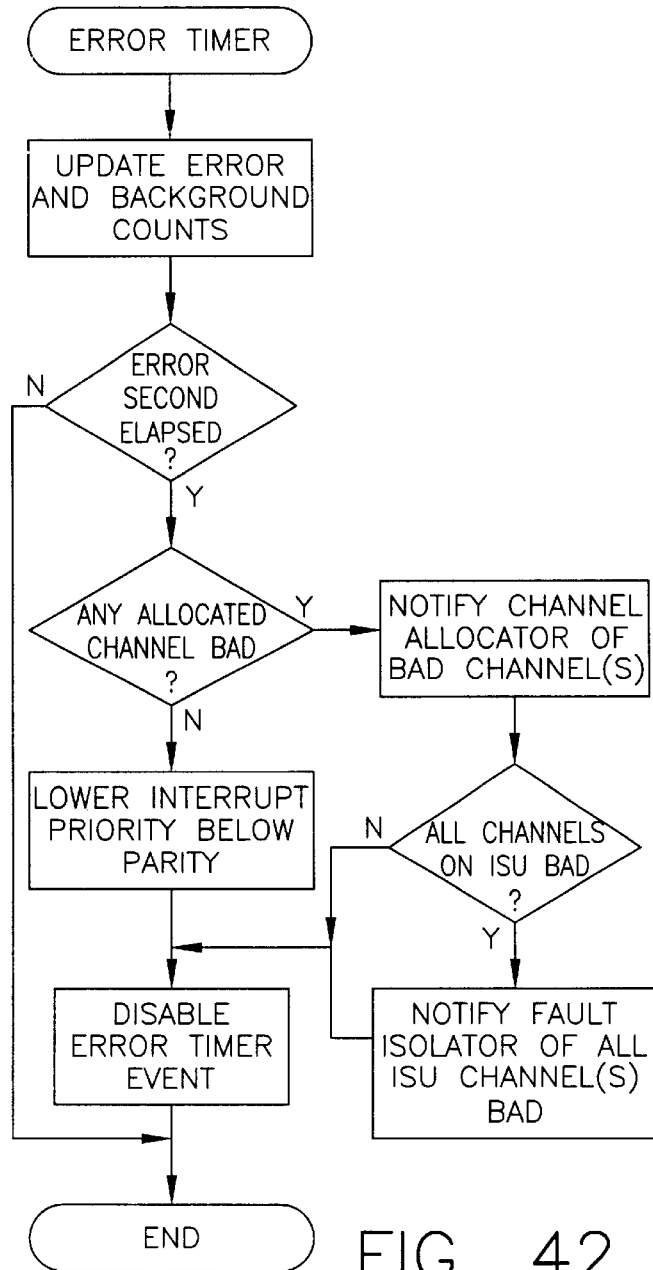 ERROR TIMER
UPDATE ERROR
AND BACKGROUND
COUNTS
ERROR
SECOND
ELAPSED
?
N
Y
ANY ALLOCATED
CHANNEL BAD
?
Y
N
NOTIFY CHANNEL
ALLOCATOR OF
BAD CHANNEL(S)
LOWER INTERRUPT
PRIORITY BELOW
PARITY
ALL CHANNELS
ON ISU BAD
?
N
Y
DISABLE
ERROR TIMER
EVENT
NOTIFY FAULT
ISOLATOR OF ALL
ISU CHANNEL(S)
BAD
END
FIG. 42